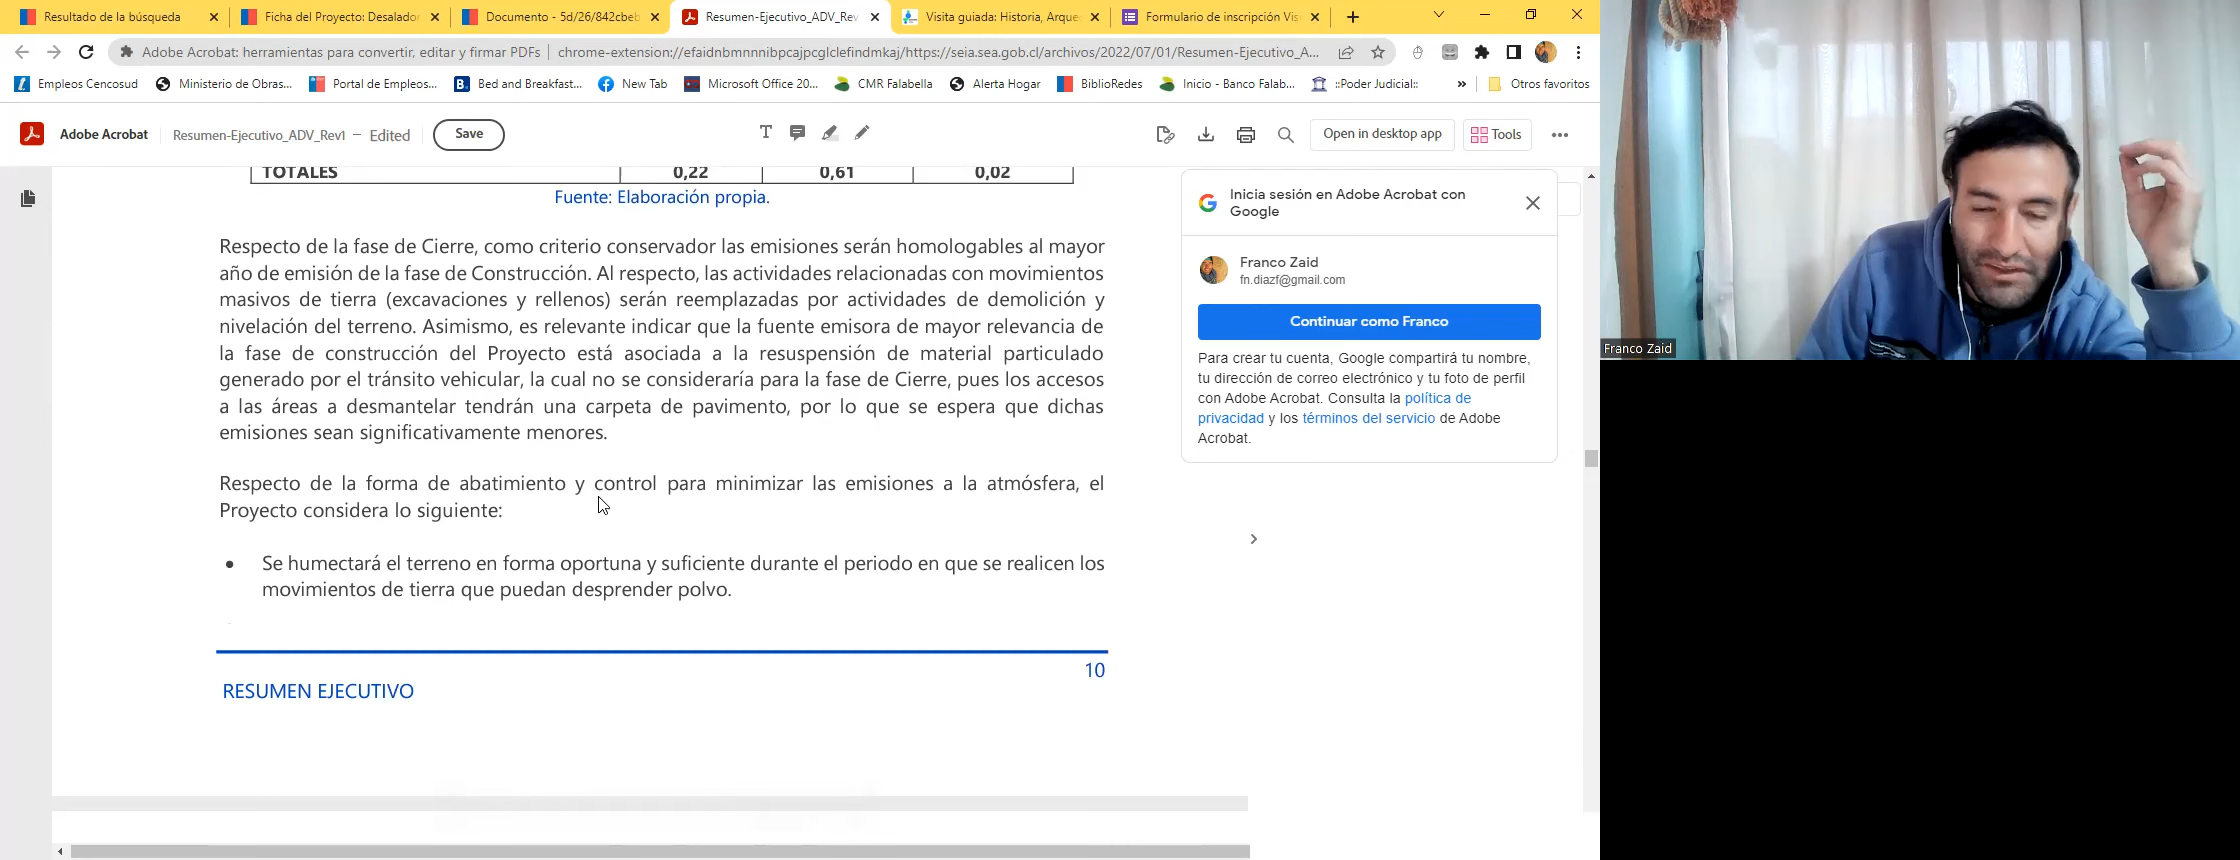 Resultado de la búsqueda
Ficha del Proyecto: Desalador
Documento - 5d/26/842cbeb
Resumen-Ejecutivo_ADV_Rev
Visita guiada: Historia, Arque
Formulario de inscripción Vis
Adobe Acrobat: herramientas para convertir, editar y firmar PDFs
chrome-extension://efaidnbmnnnibpcajpcglclefindmkaj/https://seia.sea.gob.cl/archivos/2022/07/01/Resumen-Ejecutivo_A...
Empleos Cencosud
Ministerio de Obras...
Portal de Empleos...
Bed and Breakfast...
New Tab
Microsoft Office 20...
CMR Falabella
Alerta Hogar
BiblioRedes
Inicio - Banco Falab...
::Poder Judicial::
»
Otros favoritos
Adobe Acrobat
Resumen-Ejecutivo_ADV_Rev1 — Edited
Save
Open in desktop app
Tools
TOTALES 0,22 0,61 0,02
Fuente: Elaboración propia.
Respecto de la fase de Cierre, como criterio conservador las emisiones serán homologables al mayor
año de emisión de la fase de Construcción. Al respecto, las actividades relacionadas con movimientos
masivos de tierra (excavaciones y rellenos) serán reemplazadas por actividades de demolición y
nivelación del terreno. Asimismo, es relevante indicar que la fuente emisora de mayor relevancia de
la fase de construcción del Proyecto está asociada a la resuspensión de material particulado
generado por el tránsito vehicular, la cual no se consideraría para la fase de Cierre, pues los accesos
a las áreas a desmantelar tendrán una carpeta de pavimento, por lo que se espera que dichas
emisiones sean significativamente menores.
Respecto de la forma de abatimiento y control para minimizar las emisiones a la atmósfera, el
Proyecto considera lo siguiente:
• Se humectará el terreno en forma oportuna y suficiente durante el periodo en que se realicen los
movimientos de tierra que puedan desprender polvo.
10
RESUMEN EJECUTIVO
Inicia sesión en Adobe Acrobat con
Google
Franco Zaid
fn.diazf@gmail.com
Continuar como Franco
Para crear tu cuenta, Google compartirá tu nombre,
tu dirección de correo electrónico y tu foto de perfil
con Adobe Acrobat. Consulta la política de
privacidad y los términos del servicio de Adobe
Acrobat.
Franco Zaid